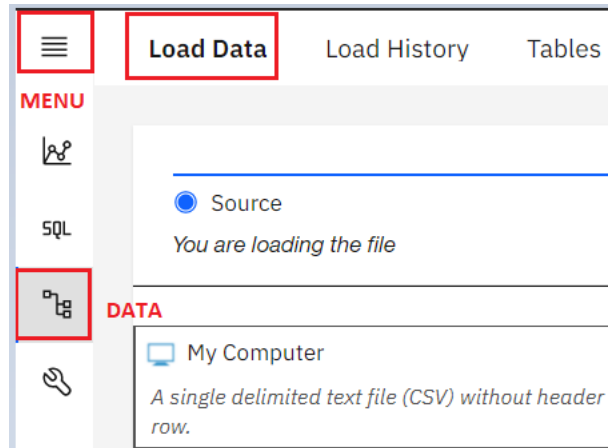 Load Data Load History Tables
MENU
SQL
Source
You are loading the file
DATA
My Computer
A single delimited text file (CSV) without header
row.